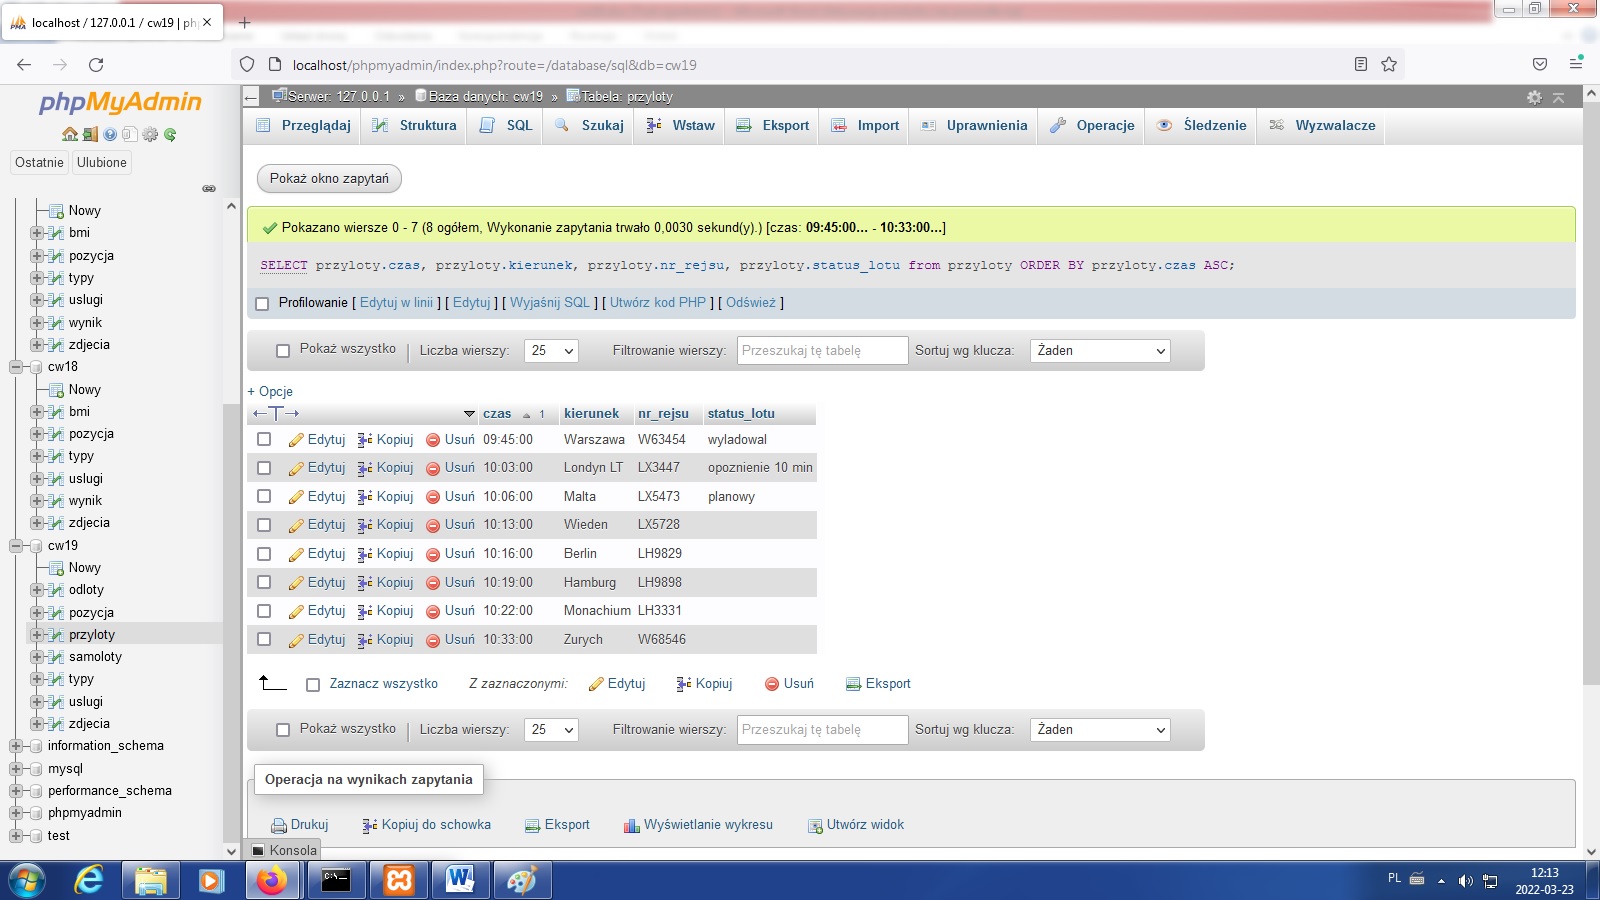 localhost / 127.0.0.1 / cw19 | ph
localhost/phpmyadmin/index.php?route=/database/sql&db=cw19
phpMyAdmin
Ostatnie Ulubione
Nowy
bmi
pozycja
typy
uslugi
wynik
zdjecia
cw18
Nowy
bmi
pozycja
typy
uslugi
wynik
zdjecia
cw19
Nowy
odloty
pozycja
przyloty
samoloty
typy
uslugi
zdjecia
information_schema
mysql
performance_schema
phpmyadmin
test
Serwer: 127.0.0.1 » Baza danych: cw19 » Tabela: przyloty
Przeglądaj Struktura SQL Szukaj Wstaw Eksport Import Uprawnienia Operacje Śledzenie Wyzwalacze
Pokaż okno zapytań
Pokazano wiersze 0 - 7 (8 ogółem, Wykonanie zapytania trwało 0,0030 sekund(y).) [czas: 09:45:00... - 10:33:00...]
SELECT przyloty.czas, przyloty.kierunek, przyloty.nr_rejsu, przyloty.status_lotu from przyloty ORDER BY przyloty.czas ASC;
Profilowanie [ Edytuj w linii ] [ Edytuj ] [ Wyjaśnij SQL ] [ Utwórz kod PHP ] [ Odśwież ]
Pokaż wszystko | Liczba wierszy: 25 Filtrowanie wierszy: Przeszukaj tę tabelę Sortuj wg klucza: Żaden
+ Opcje
←T→ czas 1 kierunek nr_rejsu status_lotu
Edytuj Kopiuj Usuń 09:45:00 Warszawa W63454 wyladowal
Edytuj Kopiuj Usuń 10:03:00 Londyn LT LX3447 opoznienie 10 min
Edytuj Kopiuj Usuń 10:06:00 Malta LX5473 planowy
Edytuj Kopiuj Usuń 10:13:00 Wieden LX5728
Edytuj Kopiuj Usuń 10:16:00 Berlin LH9829
Edytuj Kopiuj Usuń 10:19:00 Hamburg LH9898
Edytuj Kopiuj Usuń 10:22:00 Monachium LH3331
Edytuj Kopiuj Usuń 10:33:00 Zurych W68546
Zaznacz wszystko Z zaznaczonymi: Edytuj Kopiuj Usuń Eksport
Pokaż wszystko | Liczba wierszy: 25 Filtrowanie wierszy: Przeszukaj tę tabelę Sortuj wg klucza: Żaden
Operacja na wynikach zapytania
Drukuj Kopiuj do schowka Eksport Wyświetlanie wykresu Utwórz widok
Konsola
PL 12:13
2022-03-23